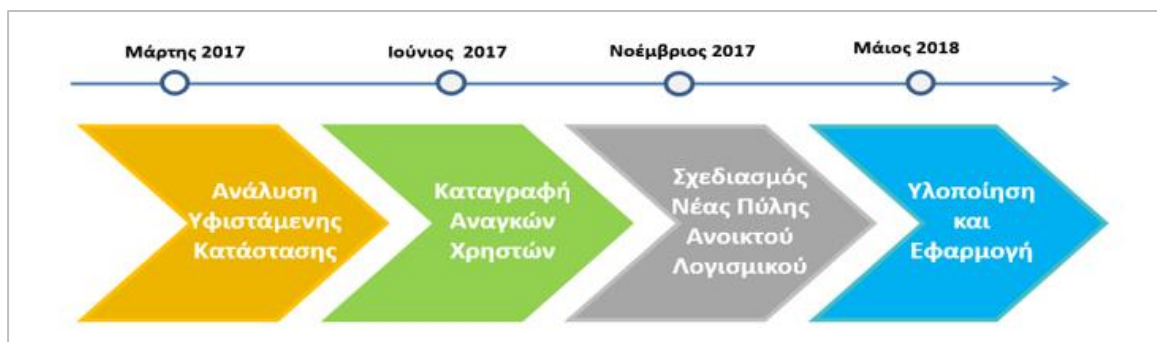 Μάρτης 2017
Ιούνιος 2017
Νοέμβριος 2017
Μάιος 2018
Ανάλυση
Υφιστάμενης
Κατάστασης
Καταγραφή
Αναγκών
Χρηστών
Σχεδιασμός
Νέας Πύλης
Ανοικτού
Λογισμικού
Υλοποίηση
και
Εφαρμογή